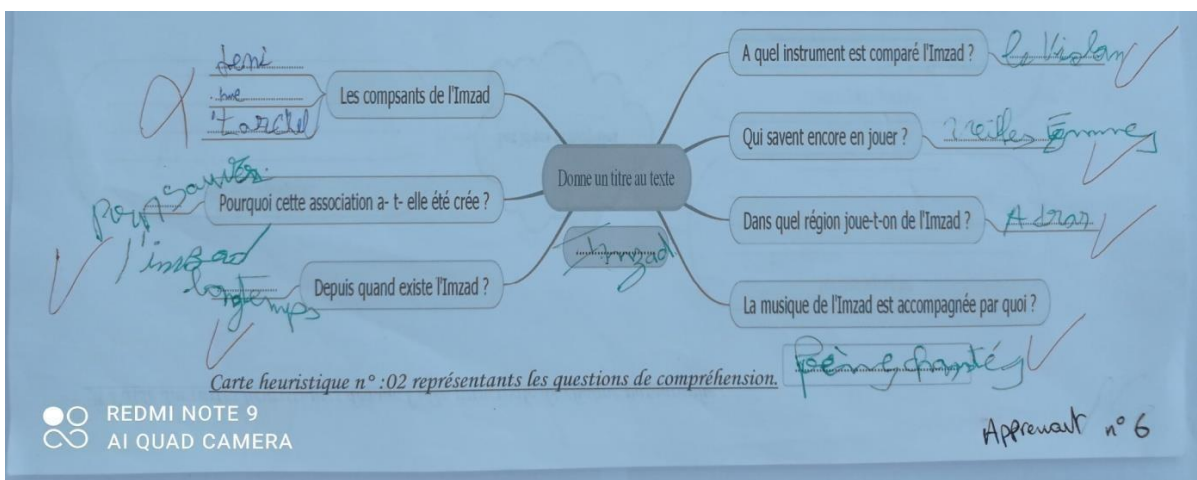 A quel instrument est comparé l'Imzad ? le Violon
Les compsants de l'Imzad
Qui savent encore en jouer ?
Donne un titre au texte
Imzad
Pourquoi cette association a- t- elle été crée ?
pour sauver
l'imzad
Dans quel région joue-t-on de l'Imzad ? Adrar
Depuis quand existe l'Imzad ?
longtemps
La musique de l'Imzad est accompagnée par quoi ?
Carte heuristique n° :02 représentants les questions de compréhension.
REDMI NOTE 9
AI QUAD CAMERA
Apprenant n° 6